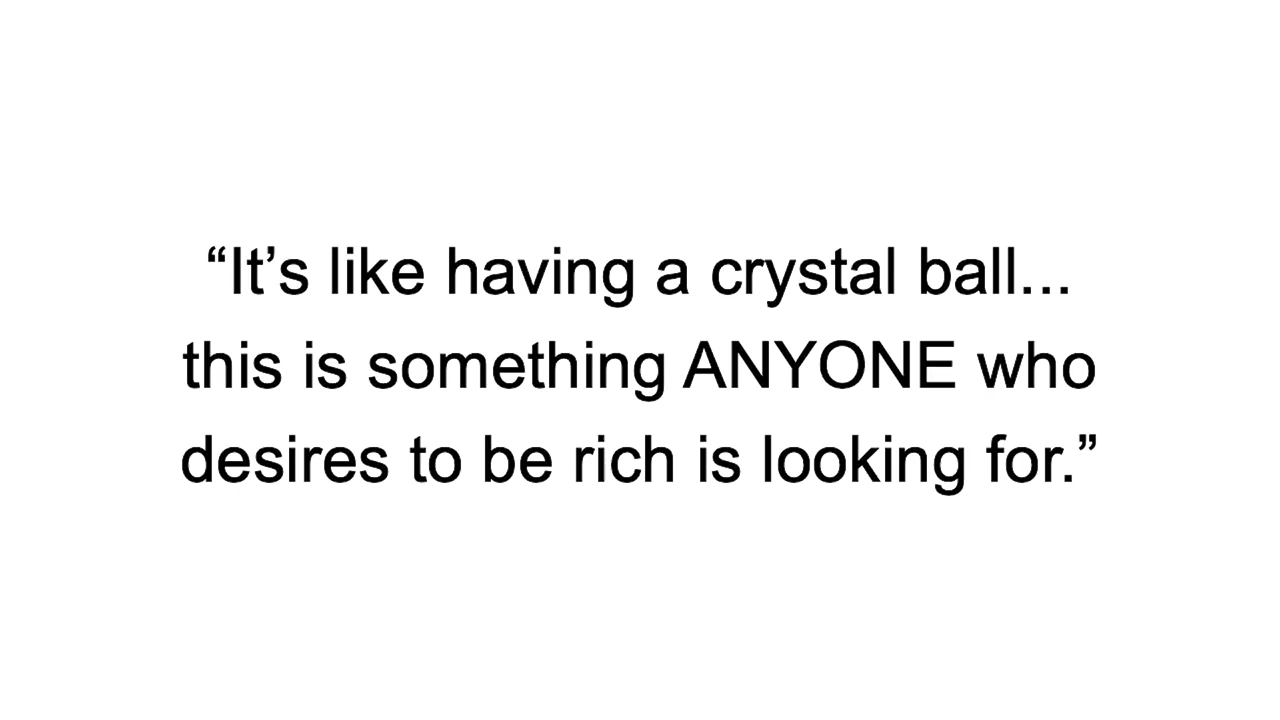 “It’s like having a crystal ball...
this is something ANYONE who
desires to be rich is looking for.”